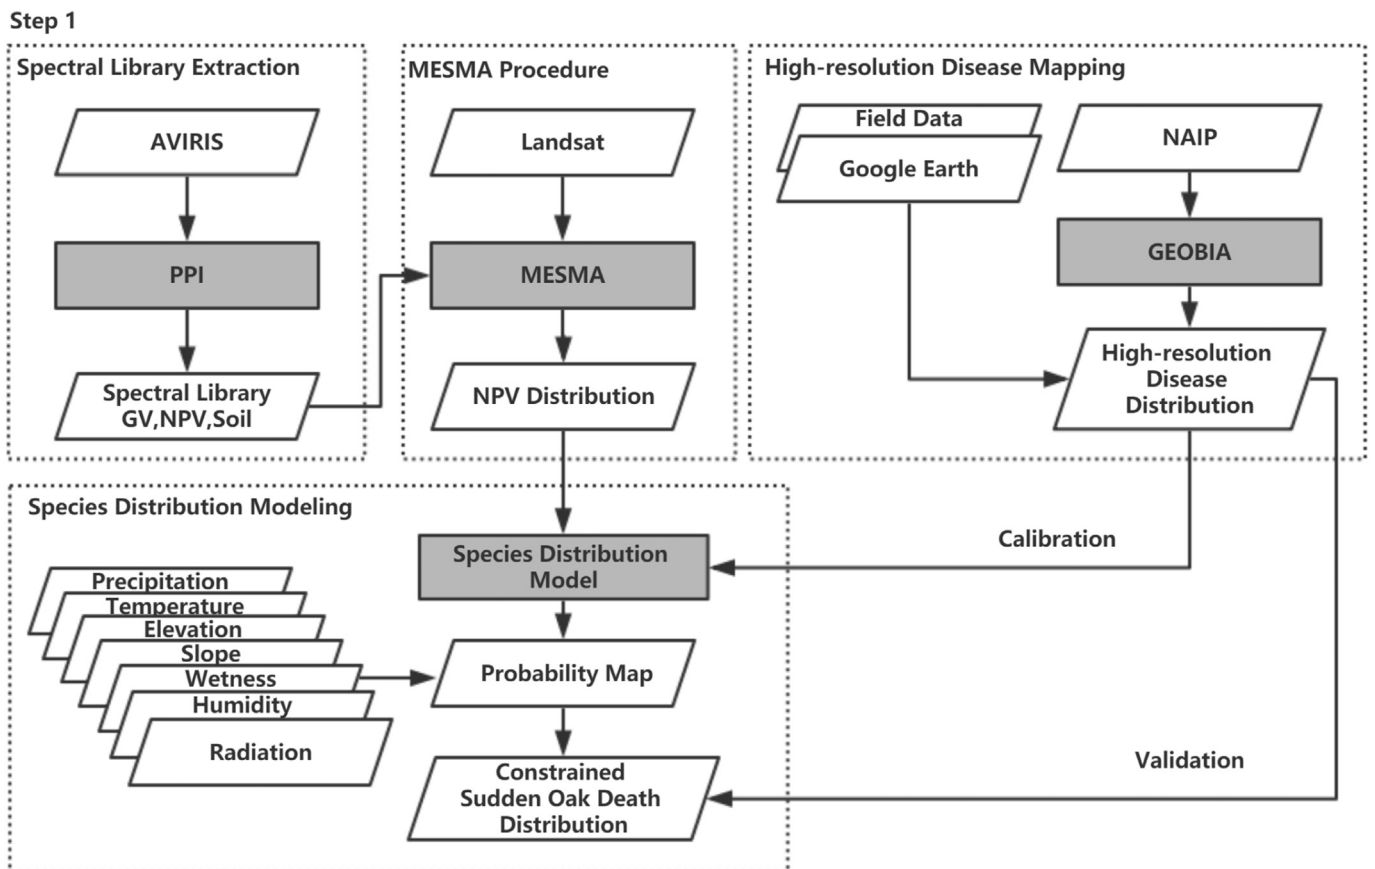 Step 1
Spectral Library Extraction
AVIRIS
PPI
Spectral Library
GV,NPV,Soil
MESMA Procedure
Landsat
MESMA
NPV Distribution
High-resolution Disease Mapping
Field Data
Google Earth
NAIP
GEOBIA
High-resolution
Disease
Distribution
Species Distribution Modeling
Species Distribution
Model
Calibration
Precipitation
Temperature
Elevation
Slope
Wetness
Humidity
Radiation
Probability Map
Constrained
Sudden Oak Death
Distribution
Validation